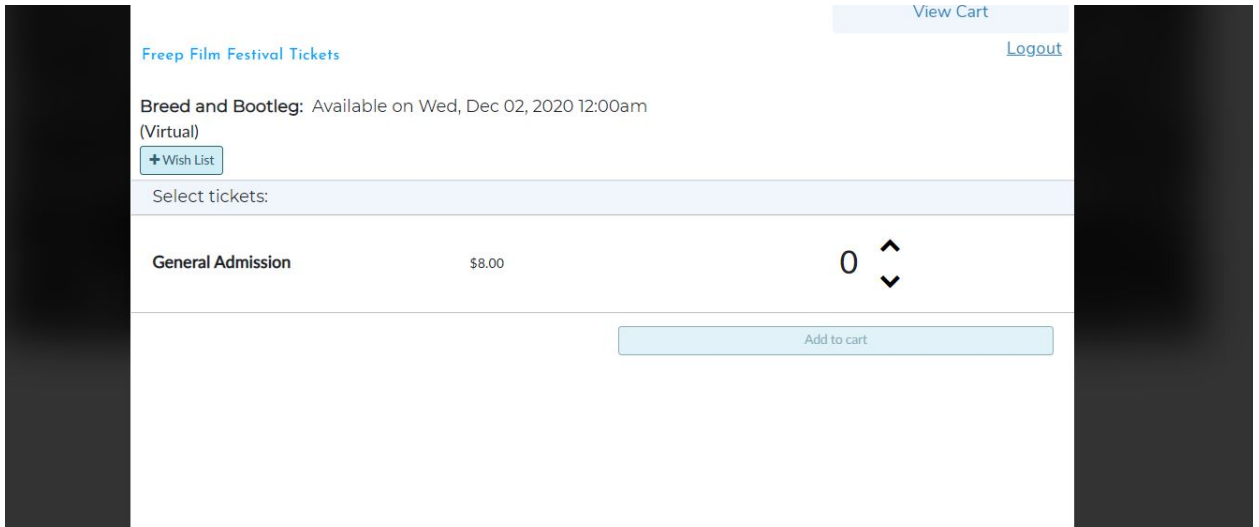 View Cart
Freep Film Festival Tickets
Logout
Breed and Bootleg: Available on Wed, Dec 02, 2020 12:00am
(Virtual)
+ Wish List
Select tickets:
General Admission $8.00 0
Add to cart